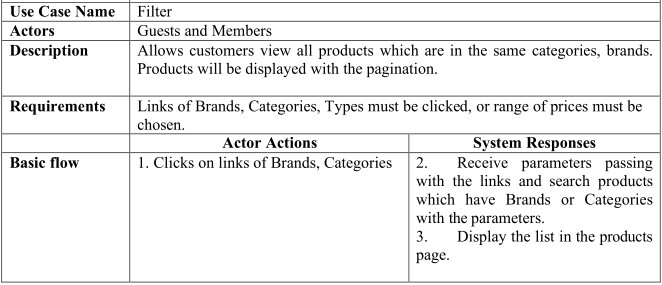 Use Case Name Filter
Actors Guests and Members
Description Allows customers view all products which are in the same categories, brands.
Products will be displayed with the pagination.
Requirements Links of Brands, Categories, Types must be clicked, or range of prices must be
chosen.
Actor Actions System Responses
Basic flow 1. Clicks on links of Brands, Categories 2. Receive parameters passing
with the links and search products
which have Brands or Categories
with the parameters.
3. Display the list in the products
page.